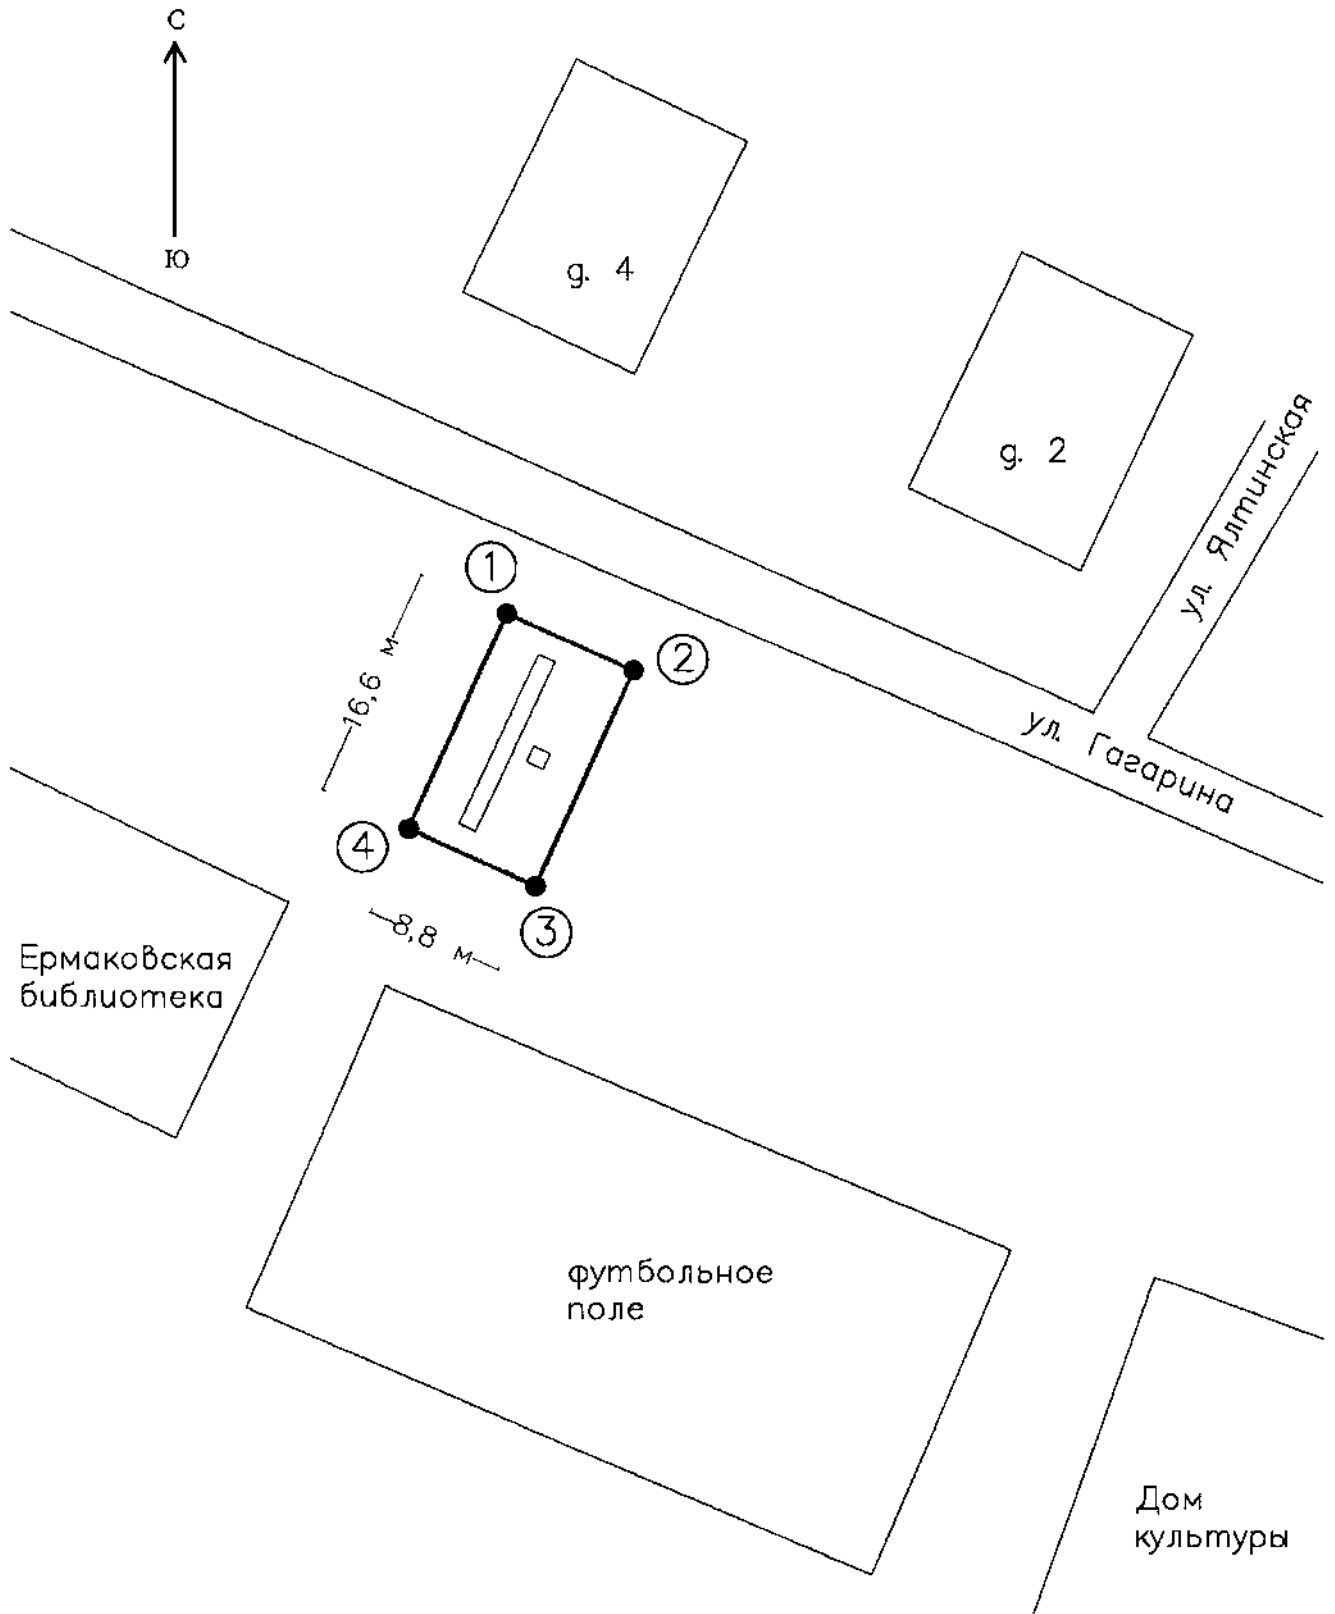 С
Ю
д. 4
д. 2
ул. Ялтинская
1
2
16,6 м
ул. Гагарина
4
3
8,8 м
Ермаковская
библиотека
футбольное
поле
Дом
культуры